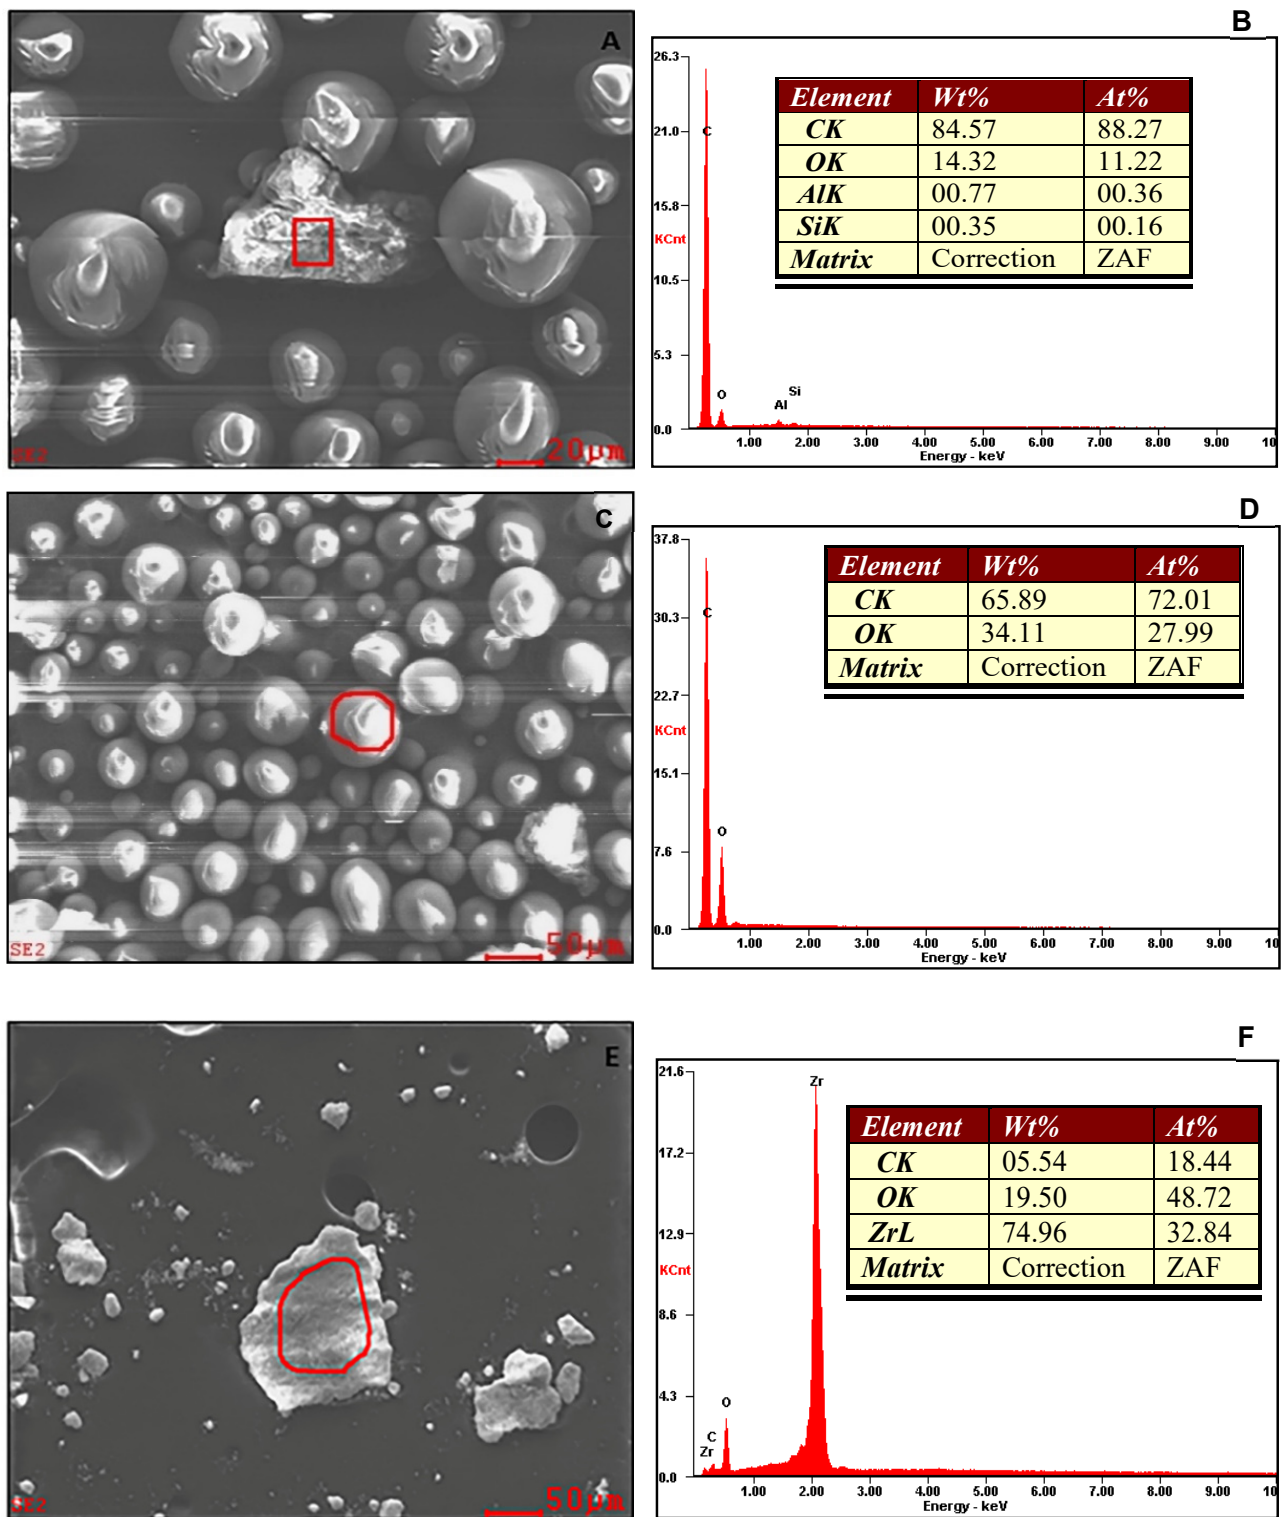 A
SE2
20µm
B
26.3
21.0
15.8
KCnt
10.5
5.3
0.0
C
O
Al
Si
Element Wt% At%
CK 84.57 88.27
OK 14.32 11.22
AlK 00.77 00.36
SiK 00.35 00.16
Matrix Correction ZAF
1.00 2.00 3.00 4.00 5.00 6.00 7.00 8.00 9.00 10
Energy - keV
C
SE2
50µm
D
37.8
30.3
22.7
KCnt
15.1
7.6
0.0
C
O
Element Wt% At%
CK 65.89 72.01
OK 34.11 27.99
Matrix Correction ZAF
1.00 2.00 3.00 4.00 5.00 6.00 7.00 8.00 9.00 10
Energy - keV
E
SE2
50µm
F
21.6
17.2
12.9
KCnt
8.6
4.3
0.0
Zr
O
C
Zr
Element Wt% At%
CK 05.54 18.44
OK 19.50 48.72
ZrL 74.96 32.84
Matrix Correction ZAF
1.00 2.00 3.00 4.00 5.00 6.00 7.00 8.00 9.00 10
Energy - keV